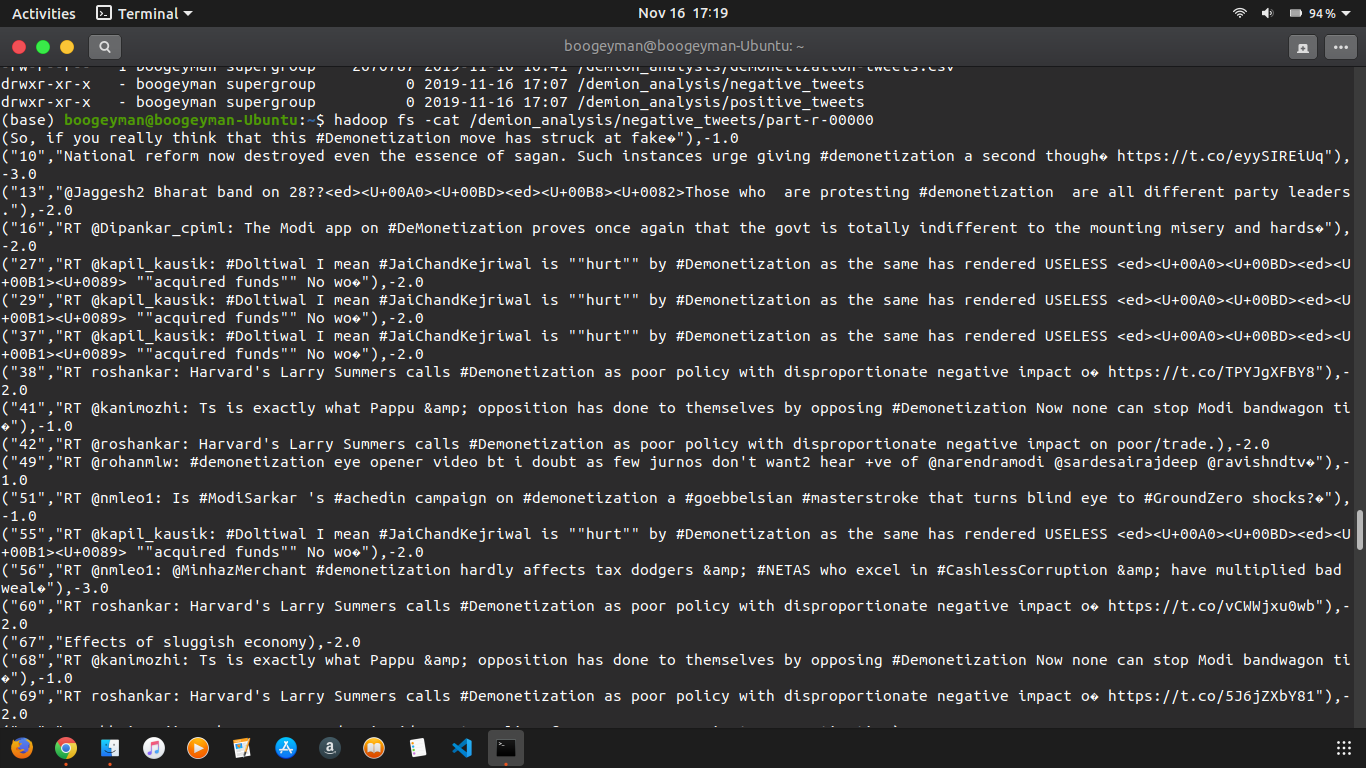 Activities
Terminal
Nov 16 17:19
94%
boogeyman@boogeyman-Ubuntu: ~
-rw-r--r-- 1 boogeyman supergroup 2070787 2019-11-16 16:41 /demion_analysis/demonetization-tweets.csv
drwxr-xr-x - boogeyman supergroup 0 2019-11-16 17:07 /demion_analysis/negative_tweets
drwxr-xr-x - boogeyman supergroup 0 2019-11-16 17:07 /demion_analysis/positive_tweets
(base) boogeyman@boogeyman-Ubuntu:~$ hadoop fs -cat /demion_analysis/negative_tweets/part-r-00000
(So, if you really think that this #Demonetization move has struck at fake�"),-1.0
("10","National reform now destroyed even the essence of sagan. Such instances urge giving #demonetization a second though� https://t.co/eyySIREiUq"),
-3.0
("13","@Jaggesh2 Bharat band on 28??<ed><U+00A0><U+00BD><ed><U+00B8><U+0082>Those who  are protesting #demonetization  are all different party leaders
."),-2.0
("16","RT @Dipankar_cpiml: The Modi app on #DeMonetization proves once again that the govt is totally indifferent to the mounting misery and hards�"),
-2.0
("27","RT @kapil_kausik: #Doltiwal I mean #JaiChandKejriwal is ""hurt"" by #Demonetization as the same has rendered USELESS <ed><U+00A0><U+00BD><ed><U
+00B1><U+0089> ""acquired funds"" No wo�"),-2.0
("29","RT @kapil_kausik: #Doltiwal I mean #JaiChandKejriwal is ""hurt"" by #Demonetization as the same has rendered USELESS <ed><U+00A0><U+00BD><ed><U
+00B1><U+0089> ""acquired funds"" No wo�"),-2.0
("37","RT @kapil_kausik: #Doltiwal I mean #JaiChandKejriwal is ""hurt"" by #Demonetization as the same has rendered USELESS <ed><U+00A0><U+00BD><ed><U
+00B1><U+0089> ""acquired funds"" No wo�"),-2.0
("38","RT roshankar: Harvard's Larry Summers calls #Demonetization as poor policy with disproportionate negative impact o� https://t.co/TPYJgXFBY8"),-
2.0
("41","RT @kanimozhi: Ts is exactly what Pappu &amp; opposition has done to themselves by opposing #Demonetization Now none can stop Modi bandwagon ti
�"),-1.0
("42","RT @roshankar: Harvard's Larry Summers calls #Demonetization as poor policy with disproportionate negative impact on poor/trade.),-2.0
("49","RT @rohanmlw: #demonetization eye opener video bt i doubt as few jurnos don't want2 hear +ve of @narendramodi @sardesairajdeep @ravishndtv�"),-
1.0
("51","RT @nmleo1: Is #ModiSarkar 's #achedin campaign on #demonetization a #goebbelsian #masterstroke that turns blind eye to #GroundZero shocks?�"),
-1.0
("55","RT @kapil_kausik: #Doltiwal I mean #JaiChandKejriwal is ""hurt"" by #Demonetization as the same has rendered USELESS <ed><U+00A0><U+00BD><ed><U
+00B1><U+0089> ""acquired funds"" No wo�"),-2.0
("56","RT @nmleo1: @MinhazMerchant #demonetization hardly affects tax dodgers &amp; #NETAS who excel in #CashlessCorruption &amp; have multiplied bad
weal�"),-3.0
("60","RT roshankar: Harvard's Larry Summers calls #Demonetization as poor policy with disproportionate negative impact o� https://t.co/vCWWjxu0wb"),-
2.0
("67","Effects of sluggish economy),-2.0
("68","RT @kanimozhi: Ts is exactly what Pappu &amp; opposition has done to themselves by opposing #Demonetization Now none can stop Modi bandwagon ti
�"),-1.0
("69","RT roshankar: Harvard's Larry Summers calls #Demonetization as poor policy with disproportionate negative impact o� https://t.co/5J6jZXbY81"),-
2.0